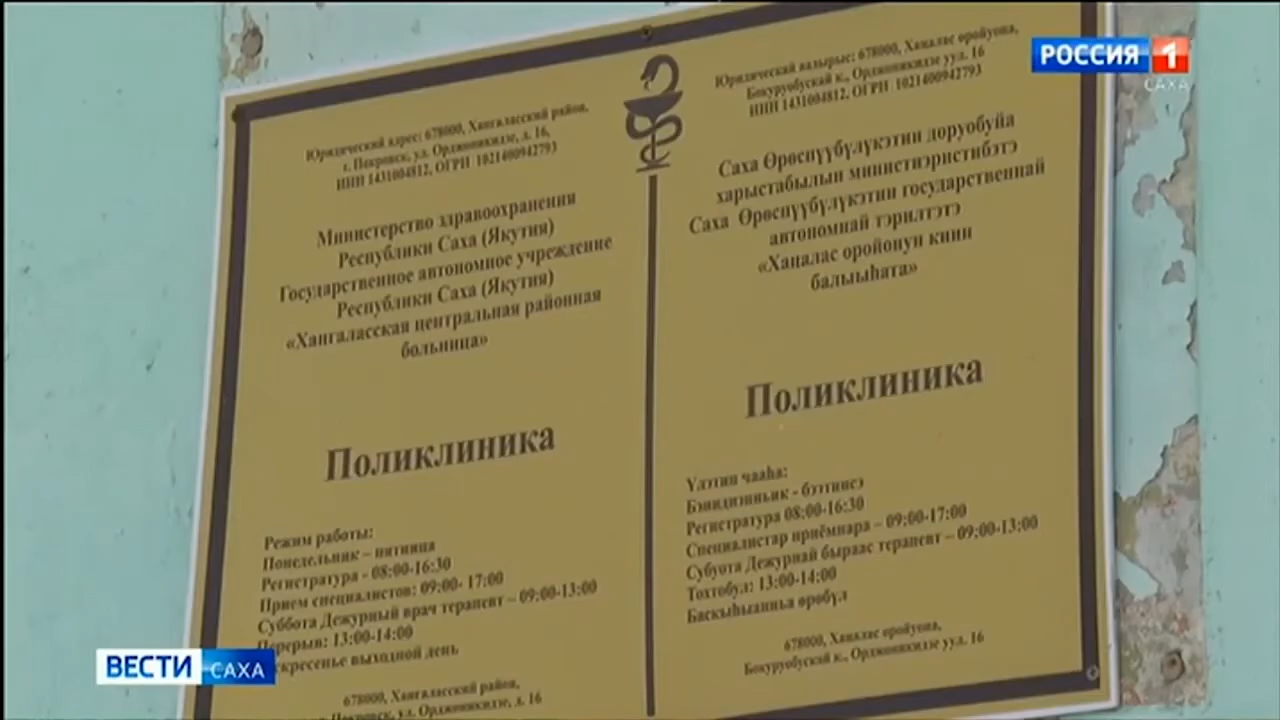 Юридический адрес: 678000, Хангаласский район,
г. Покровск, ул. Орджоникидзе, д. 16,
ИНН 1431004812, ОГРН 1021400942793
Министерство здравоохранения
Республики Саха (Якутия)
Государственное автономное учреждение
Республики Саха (Якутия)
«Хангаласская центральная районная
больница»
Поликлиника
Режим работы:
Понедельник – пятница
Регистратура - 08:00-16:30
Прием специалистов: 09:00- 17:00
Суббота Дежурный врач терапевт – 09:00-13:00
Перерыв: 13:00-14:00
скресенье выходной день
678000, Хангаласский район,
Покровск, ул. Орджоникидзе, д. 16
Юридическай аадырыс: 678000, Хаҥалас оройуона,
Бокуруобускай к., Орджоникидзе уул. 16
ИНН 1431004812, ОГРН 1021400942793
Саха Өрөспүүбүлүкэтин доруобуйа
харыстабылын министиэристибэтэ
Саха Өрөспүүбүлүкэтин государственнай
автономнай тэрилтэтэ
«Хаҥалас оройонун киин
балыыһата»
Поликлиника
Үлэтин чааһа:
Бэнидиэнньик - бээтинсэ
Регистратура 08:00-16:30
Специалистар приёмнара – 09:00-17:00
Субуота Дежурнай быраас терапевт – 09:00-13:00
Тохтобул: 13:00-14:00
Баскыһыанньа өрөбүл
678000, Хаҥалас оройуона,
Бокуруобускай к., Орджоникидзе уул. 16
РОССИЯ 1
САХА
ВЕСТИ САХА